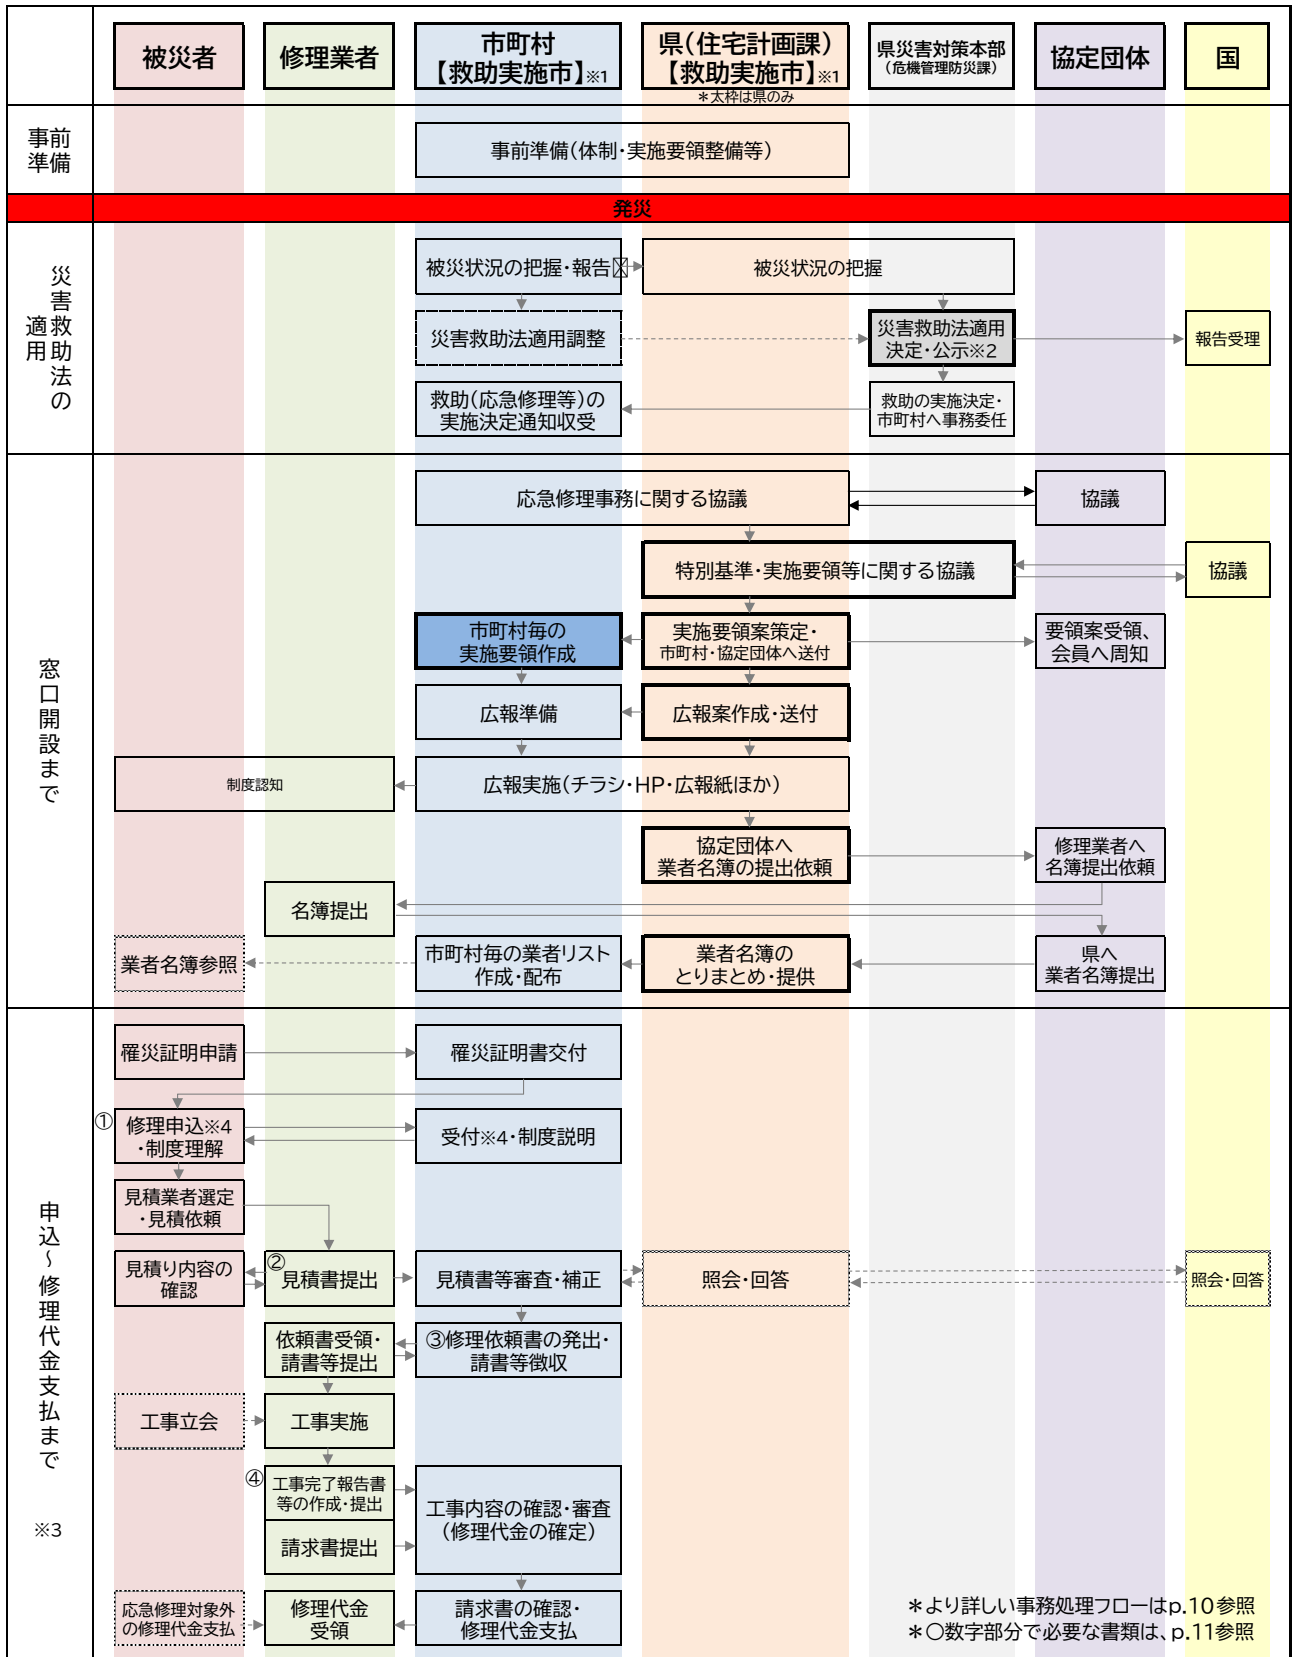 被災者
修理業者
市町村
【救助実施市】※1
県(住宅計画課)
【救助実施市】※1
＊太枠は県のみ
県災害対策本部
(危機管理防災課)
協定団体
国
事前
準備
事前準備(体制・実施要領整備等)
発災
災害救助法の
適用
被災状況の把握・報告
被災状況の把握
災害救助法適用調整
災害救助法適用
決定・公示※2
報告受理
救助(応急修理等)の
実施決定通知収受
救助の実施決定・
市町村へ事務委任
窓口開設まで
応急修理事務に関する協議
協議
特別基準・実施要領等に関する協議
協議
市町村毎の
実施要領作成
実施要領案策定・
市町村・協定団体へ送付
要領案受領、
会員へ周知
広報準備
広報案作成・送付
制度認知
広報実施(チラシ・HP・広報紙ほか)
協定団体へ
業者名簿の提出依頼
修理業者へ
名簿提出依頼
名簿提出
業者名簿参照
市町村毎の業者リスト
作成・配布
業者名簿の
とりまとめ・提供
県へ
業者名簿提出
申込～修理代金支払まで
※3
罹災証明申請
罹災証明書交付
①
修理申込※4
・制度理解
受付※4・制度説明
見積業者選定
・見積依頼
見積り内容の
確認
②
見積書提出
見積書等審査・補正
照会・回答
照会・回答
依頼書受領・
請書等提出
③修理依頼書の発出・
請書等徴収
工事立会
工事実施
④
工事完了報告書
等の作成・提出
請求書提出
工事内容の確認・審査
(修理代金の確定)
応急修理対象外
の修理代金支払
修理代金
受領
請求書の確認・
修理代金支払
＊より詳しい事務処理フローはp.10参照
＊〇数字部分で必要な書類は、p.11参照